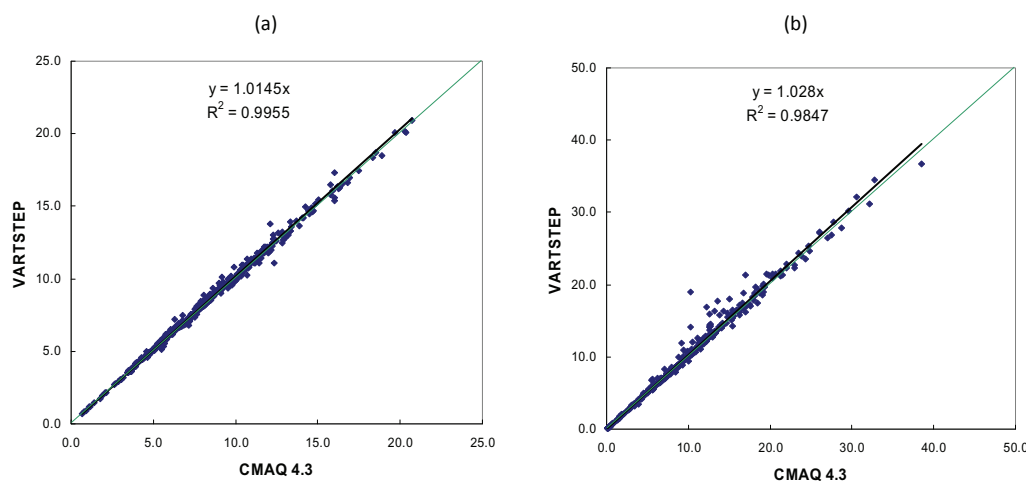 (a)
25.0
20.0
15.0
10.0
5.0
0.0
VARTSTEP
y = 1.0145x
R² = 0.9955
0.0 5.0 10.0 15.0 20.0 25.0
CMAQ 4.3
(b)
50.0
40.0
30.0
20.0
10.0
0.0
VARTSTEP
y = 1.028x
R² = 0.9847
0.0 10.0 20.0 30.0 40.0 50.0
CMAQ 4.3